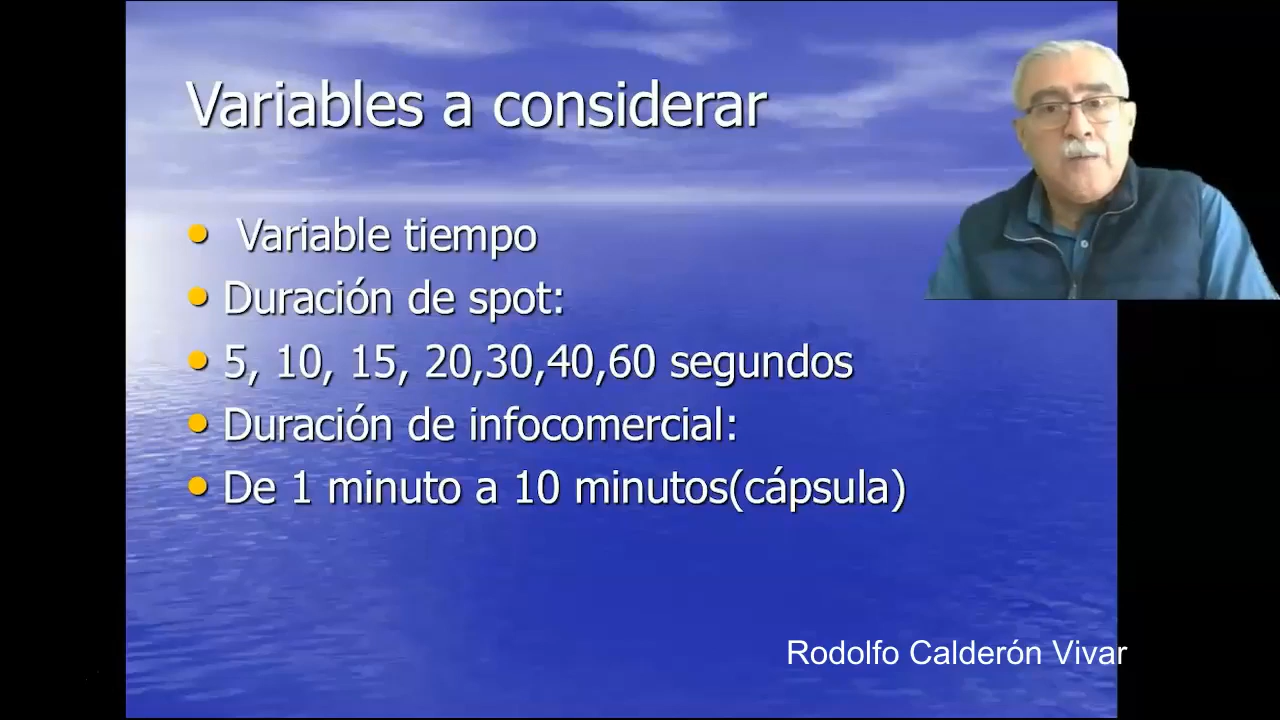 Variables a considerar
• Variable tiempo
• Duración de spot:
• 5, 10, 15, 20,30,40,60 segundos
• Duración de infocomercial:
• De 1 minuto a 10 minutos(cápsula)
Rodolfo Calderón Vivar